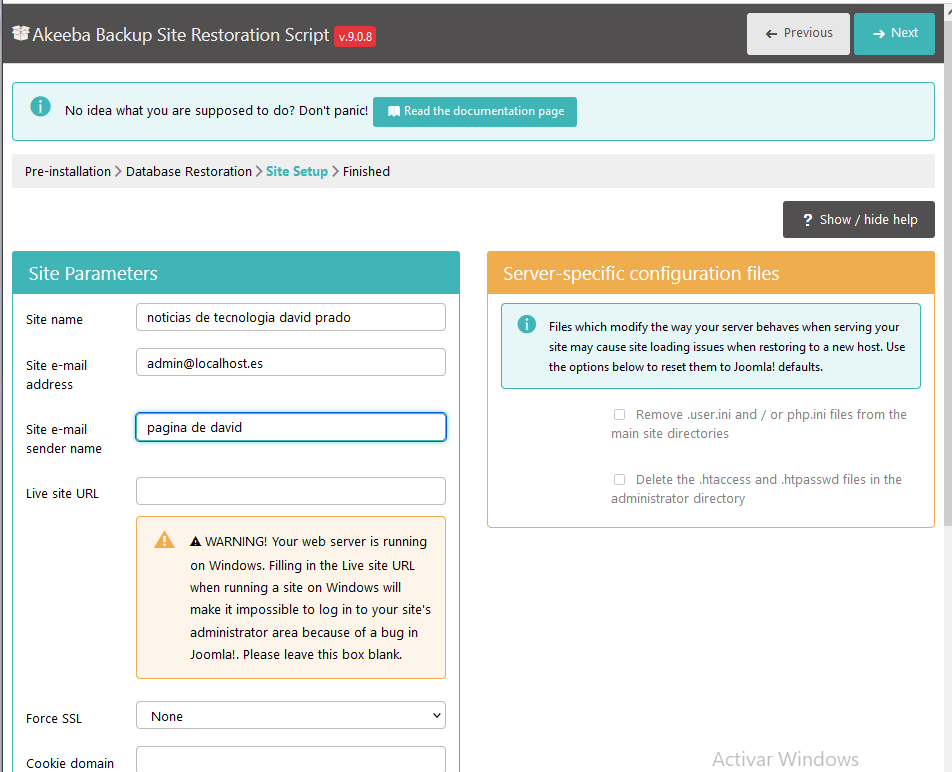 Akeeba Backup Site Restoration Script v.9.0.8
Previous
Next
No idea what you are supposed to do? Don't panic!
Read the documentation page
Pre-installation > Database Restoration > Site Setup > Finished
? Show / hide help
Site Parameters
Site name
noticias de tecnologia david prado
Site e-mail
address
admin@localhost.es
Site e-mail
sender name
pagina de david
Live site URL
WARNING! Your web server is running
on Windows. Filling in the Live site URL
when running a site on Windows will
make it impossible to log in to your site's
administrator area because of a bug in
Joomla!. Please leave this box blank.
Force SSL
None
Cookie domain
Server-specific configuration files
Files which modify the way your server behaves when serving your
site may cause site loading issues when restoring to a new host. Use
the options below to reset them to Joomla! defaults.
Remove .user.ini and / or php.ini files from the
main site directories
Delete the .htaccess and .htpasswd files in the
administrator directory
Activar Windows